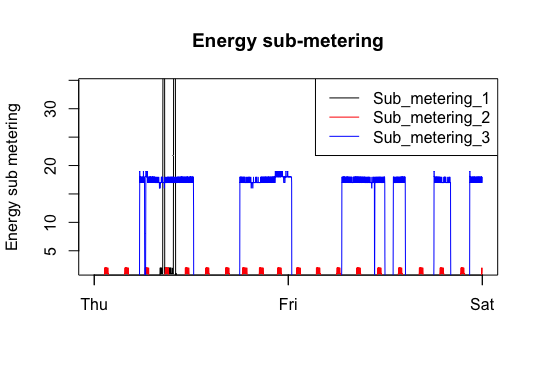 Energy sub-metering
Energy sub metering
30
20
10
5
Sub_metering_1
Sub_metering_2
Sub_metering_3
Thu Fri Sat